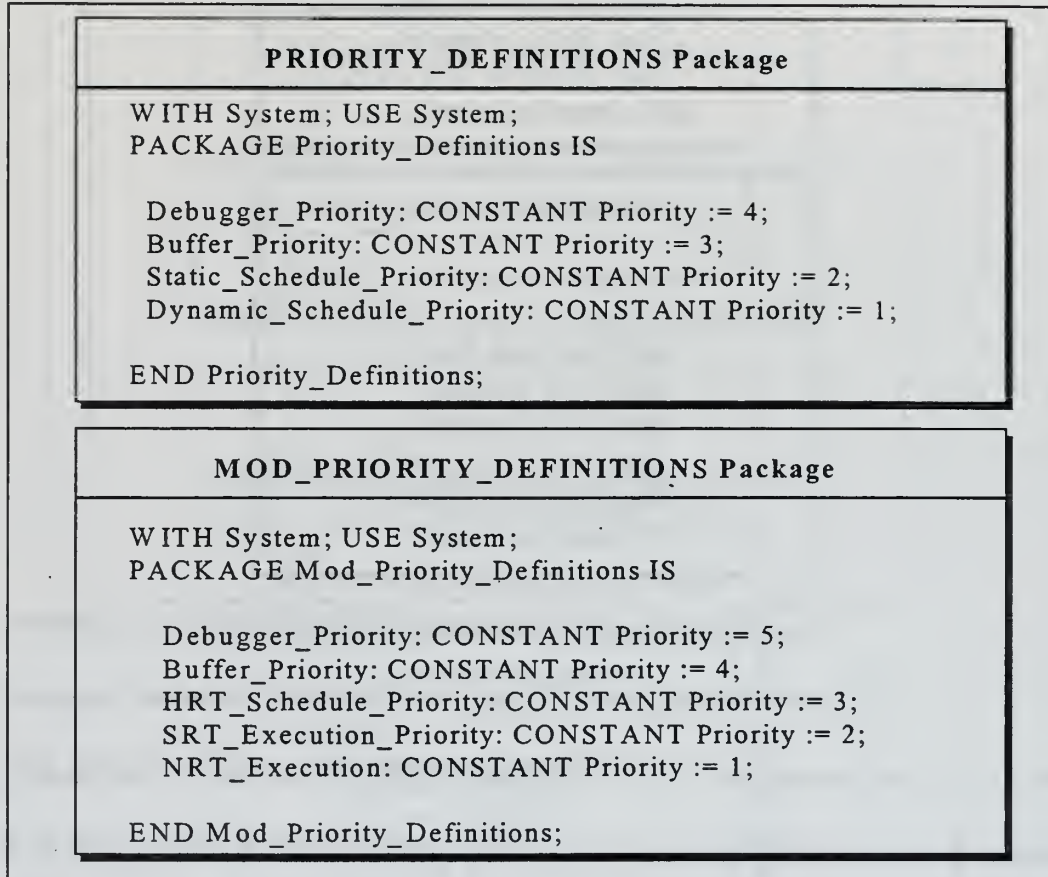 PRIORITY_DEFINITIONS Package
WITH System; USE System;
PACKAGE Priority_Definitions IS
Debugger_Priority: CONSTANT Priority := 4;
Buffer_Priority: CONSTANT Priority := 3;
Static_Schedule_Priority: CONSTANT Priority := 2;
Dynamic_Schedule_Priority: CONSTANT Priority := 1;
END Priority_Definitions;
MOD_PRIORITY_DEFINITIONS Package
WITH System; USE System;
PACKAGE Mod_Priority_Definitions IS
Debugger_Priority: CONSTANT Priority := 5;
Buffer_Priority: CONSTANT Priority := 4;
HRT_Schedule_Priority: CONSTANT Priority := 3;
SRT_Execution_Priority: CONSTANT Priority := 2;
NRT_Execution: CONSTANT Priority := 1;
END Mod_Priority_Definitions;